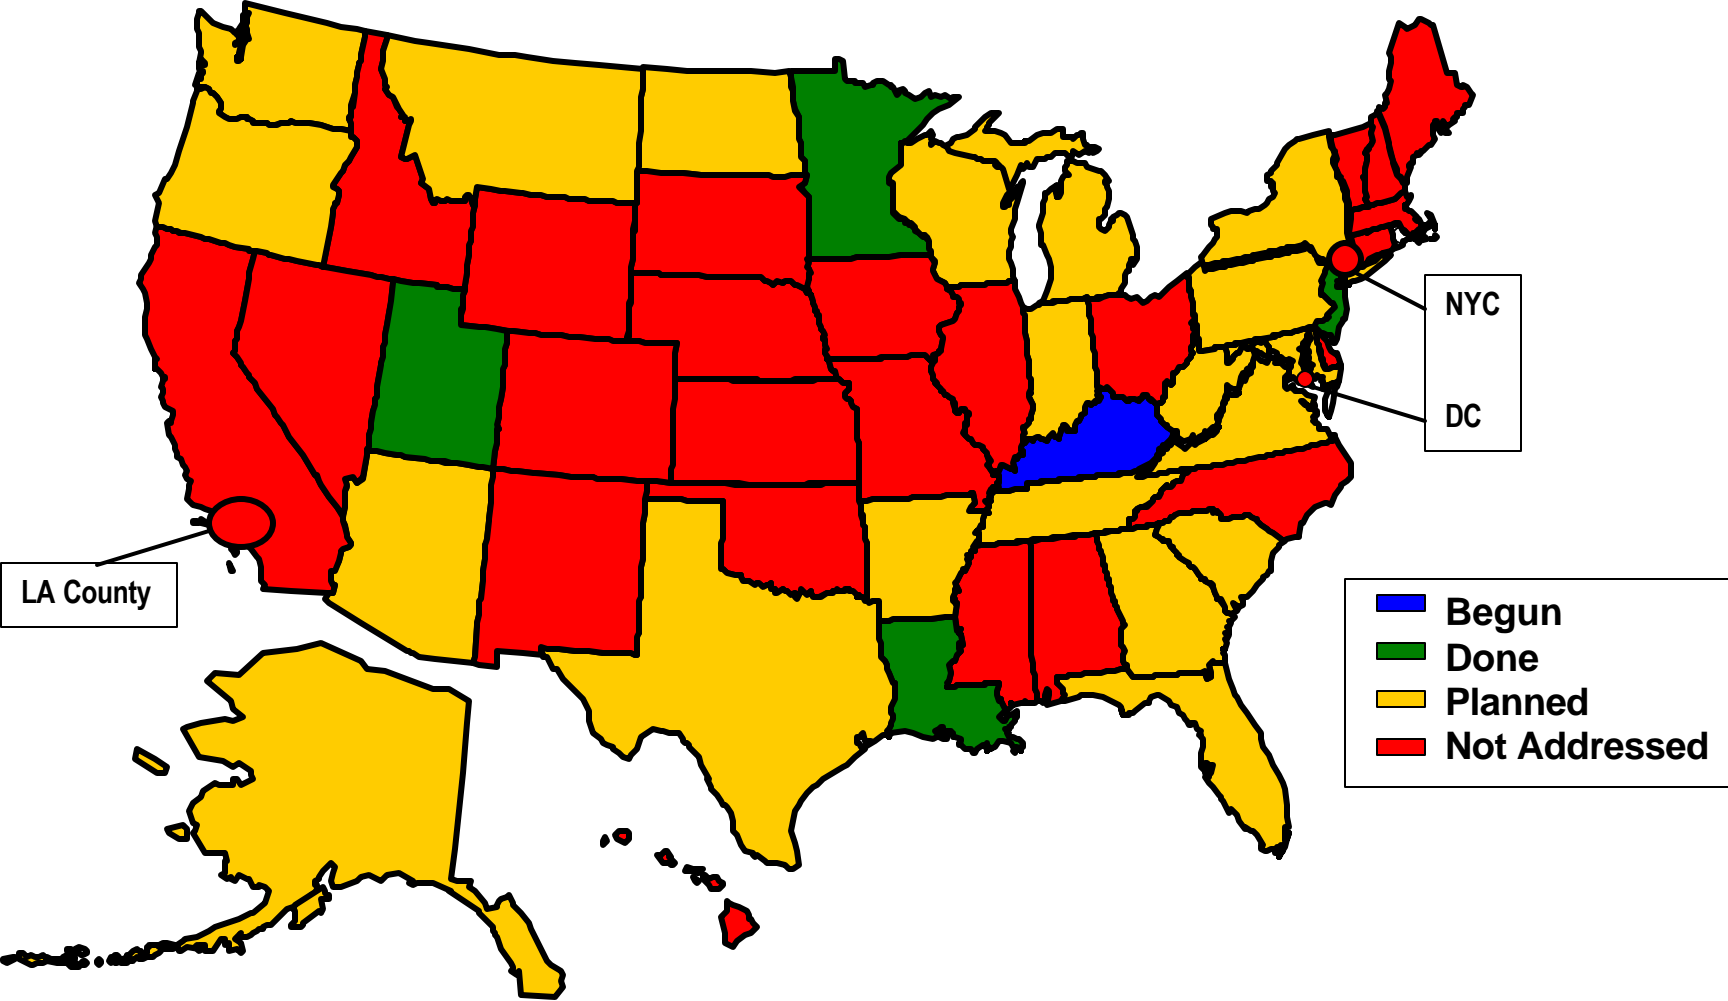 NYC
DC
LA County
Begun
Done
Planned
Not Addressed